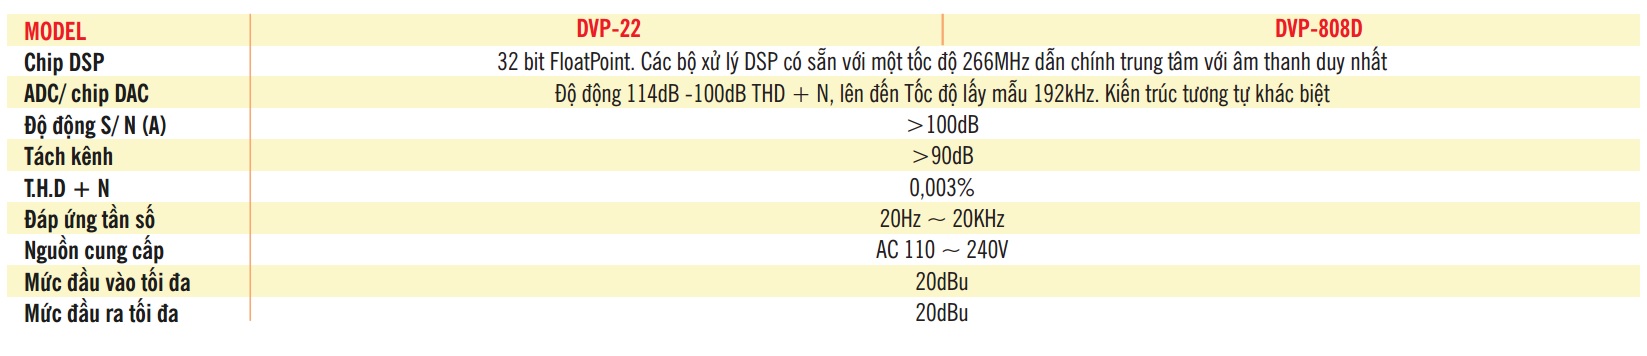 MODEL DVP-22 DVP-808D
Chip DSP 32 bit FloatPoint. Các bộ xử lý DSP có sẵn với một tốc độ 266MHz dẫn chính trung tâm với âm thanh duy nhất
ADC/ chip DAC Độ động 114dB -100dB THD + N, lên đến Tốc độ lấy mẫu 192kHz. Kiến trúc tương tự khác biệt
Độ động S/ N (A) >100dB
Tách kênh >90dB
T.H.D + N 0,003%
Đáp ứng tần số 20Hz ~ 20KHz
Nguồn cung cấp AC 110 ~ 240V
Mức đầu vào tối đa 20dBu
Mức đầu ra tối đa 20dBu